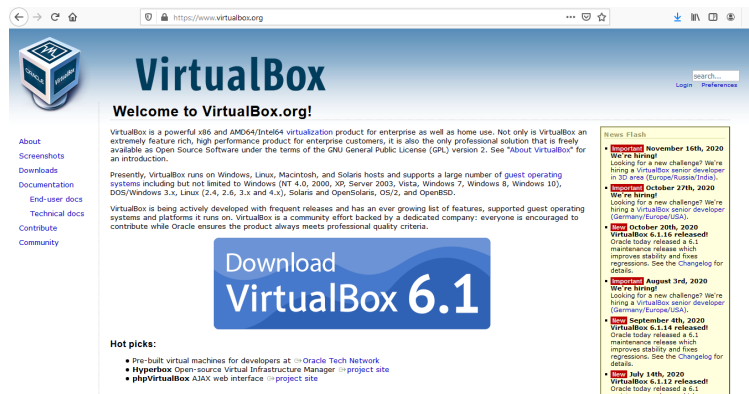 https://www.virtualbox.org
ORACLE
VirtualBox
VirtualBox
search...
Login Preferences
Welcome to VirtualBox.org!
About
Screenshots
Downloads
Documentation
End-user docs
Technical docs
Contribute
Community
VirtualBox is a powerful x86 and AMD64/Intel64 virtualization product for enterprise as well as home use. Not only is VirtualBox an
extremely feature rich, high performance product for enterprise customers, it is also the only professional solution that is freely
available as Open Source Software under the terms of the GNU General Public License (GPL) version 2. See "About VirtualBox" for
an introduction.
Presently, VirtualBox runs on Windows, Linux, Macintosh, and Solaris hosts and supports a large number of guest operating
systems including but not limited to Windows (NT 4.0, 2000, XP, Server 2003, Vista, Windows 7, Windows 8, Windows 10),
DOS/Windows 3.x, Linux (2.4, 2.6, 3.x and 4.x), Solaris and OpenSolaris, OS/2, and OpenBSD.
VirtualBox is being actively developed with frequent releases and has an ever growing list of features, supported guest operating
systems and platforms it runs on. VirtualBox is a community effort backed by a dedicated company: everyone is encouraged to
contribute while Oracle ensures the product always meets professional quality criteria.
Download
VirtualBox 6.1
Hot picks:
• Pre-built virtual machines for developers at Oracle Tech Network
• Hyperbox Open-source Virtual Infrastructure Manager project site
• phpVirtualBox AJAX web interface project site
News Flash
• Important November 16th, 2020
We're hiring!
Looking for a new challenge? We're
hiring a VirtualBox senior developer
in 3D area (Europe/Russia/India).
• Important October 27th, 2020
We're hiring!
Looking for a new challenge? We're
hiring a VirtualBox senior developer
(Germany/Europe/USA).
• New October 20th, 2020
VirtualBox 6.1.16 released!
Oracle today released a 6.1
maintenance release which
improves stability and fixes
regressions. See the Changelog for
details.
• Important August 3rd, 2020
We're hiring!
Looking for a new challenge? We're
hiring a VirtualBox senior developer
(Germany/Europe/USA).
• New September 4th, 2020
VirtualBox 6.1.14 released!
Oracle today released a 6.1
maintenance release which
improves stability and fixes
regressions. See the Changelog for
details.
• New July 14th, 2020
VirtualBox 6.1.12 released!
Oracle today released a 6.1